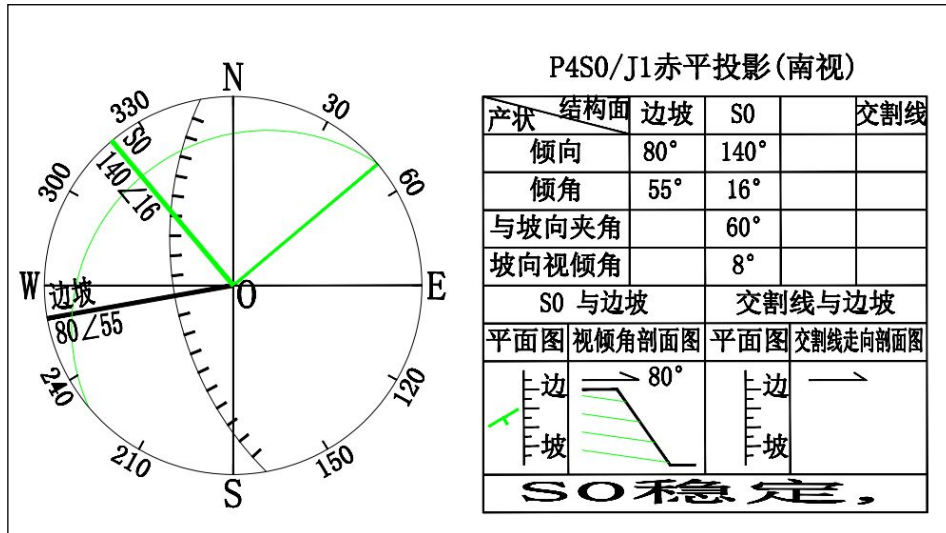 N
330
30
S0
140∠16
300
60
W
边坡
O
E
80∠55
240
120
210
150
S
P4S0/J1赤平投影(南视)
结构面
产状
边坡
S0
交割线
倾向
80°
140°
倾角
55°
16°
与坡向夹角
60°
坡向视倾角
8°
S0 与边坡
交割线与边坡
平面图
视倾角剖面图
平面图
交割线走向剖面图
边
坡
80°
边
坡
S0稳定,